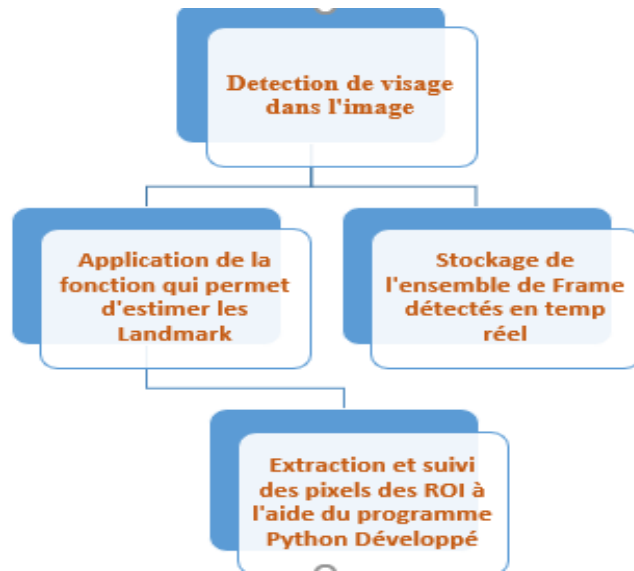 Detection de visage
dans l'image
Application de la
fonction qui permet
d'estimer les
Landmark
Stockage de
l'ensemble de Frame
détectés en temp
réel
Extraction et suivi
des pixels des ROI à
l'aide du programme
Python Développé